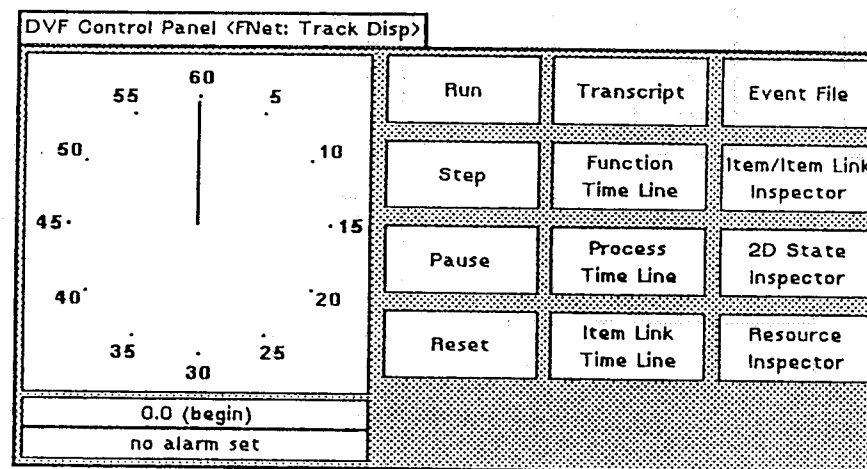 DVF Control Panel <FNet: Track Disp>
60
55 5
50 10
45 15
40 20
35 25
30
0.0 (begin)
no alarm set
Run Transcript Event File
Step Function Time Line Item/Item Link Inspector
Pause Process Time Line 2D State Inspector
Reset Item Link Time Line Resource Inspector